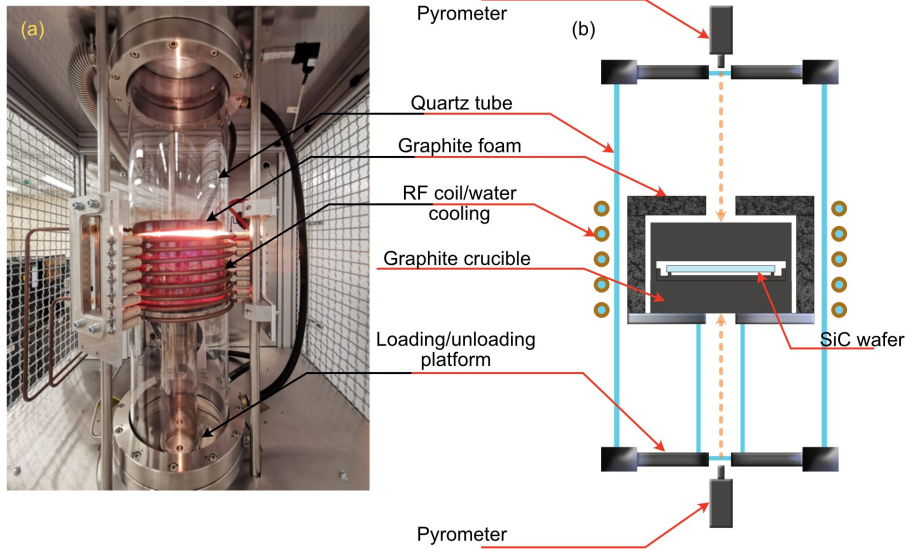 (a)
Pyrometer
(b)
Quartz tube
Graphite foam
RF coil/water
cooling
Graphite crucible
SiC wafer
Loading/unloading
platform
Pyrometer